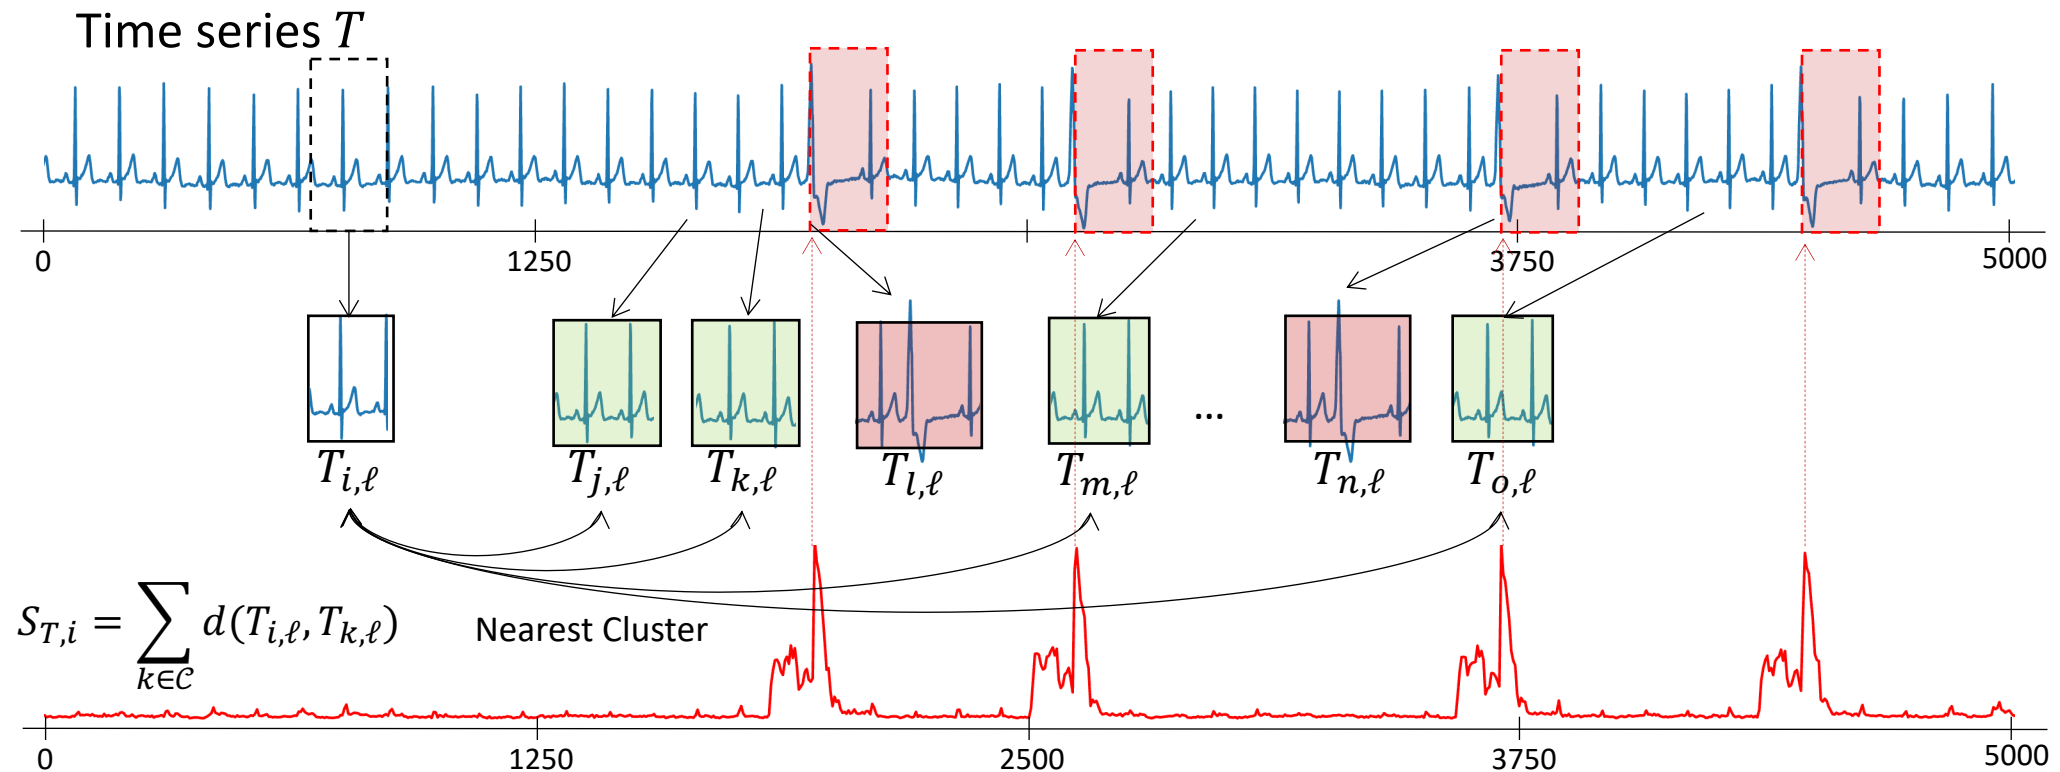 Time series T
0 1250 3750 5000
T_{i,ℓ} T_{j,ℓ} T_{k,ℓ} T_{l,ℓ} T_{m,ℓ} ... T_{n,ℓ} T_{o,ℓ}
S_{T,i} = ∑_{k∈𝒞} d(T_{i,ℓ}, T_{k,ℓ})
Nearest Cluster
0 1250 2500 3750 5000